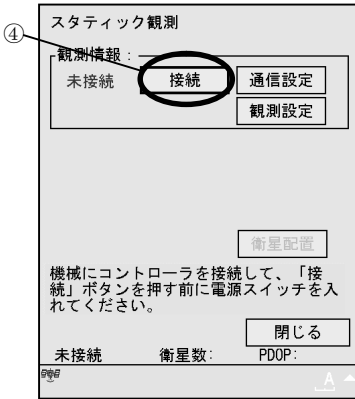 スタティック観測
④
観測情報:
未接続 接続 通信設定
観測設定
衛星配置
機械にコントローラを接続して、「接
続」ボタンを押す前に電源スイッチを入
れてください。
閉じる
未接続 衛星数: PDOP:
A